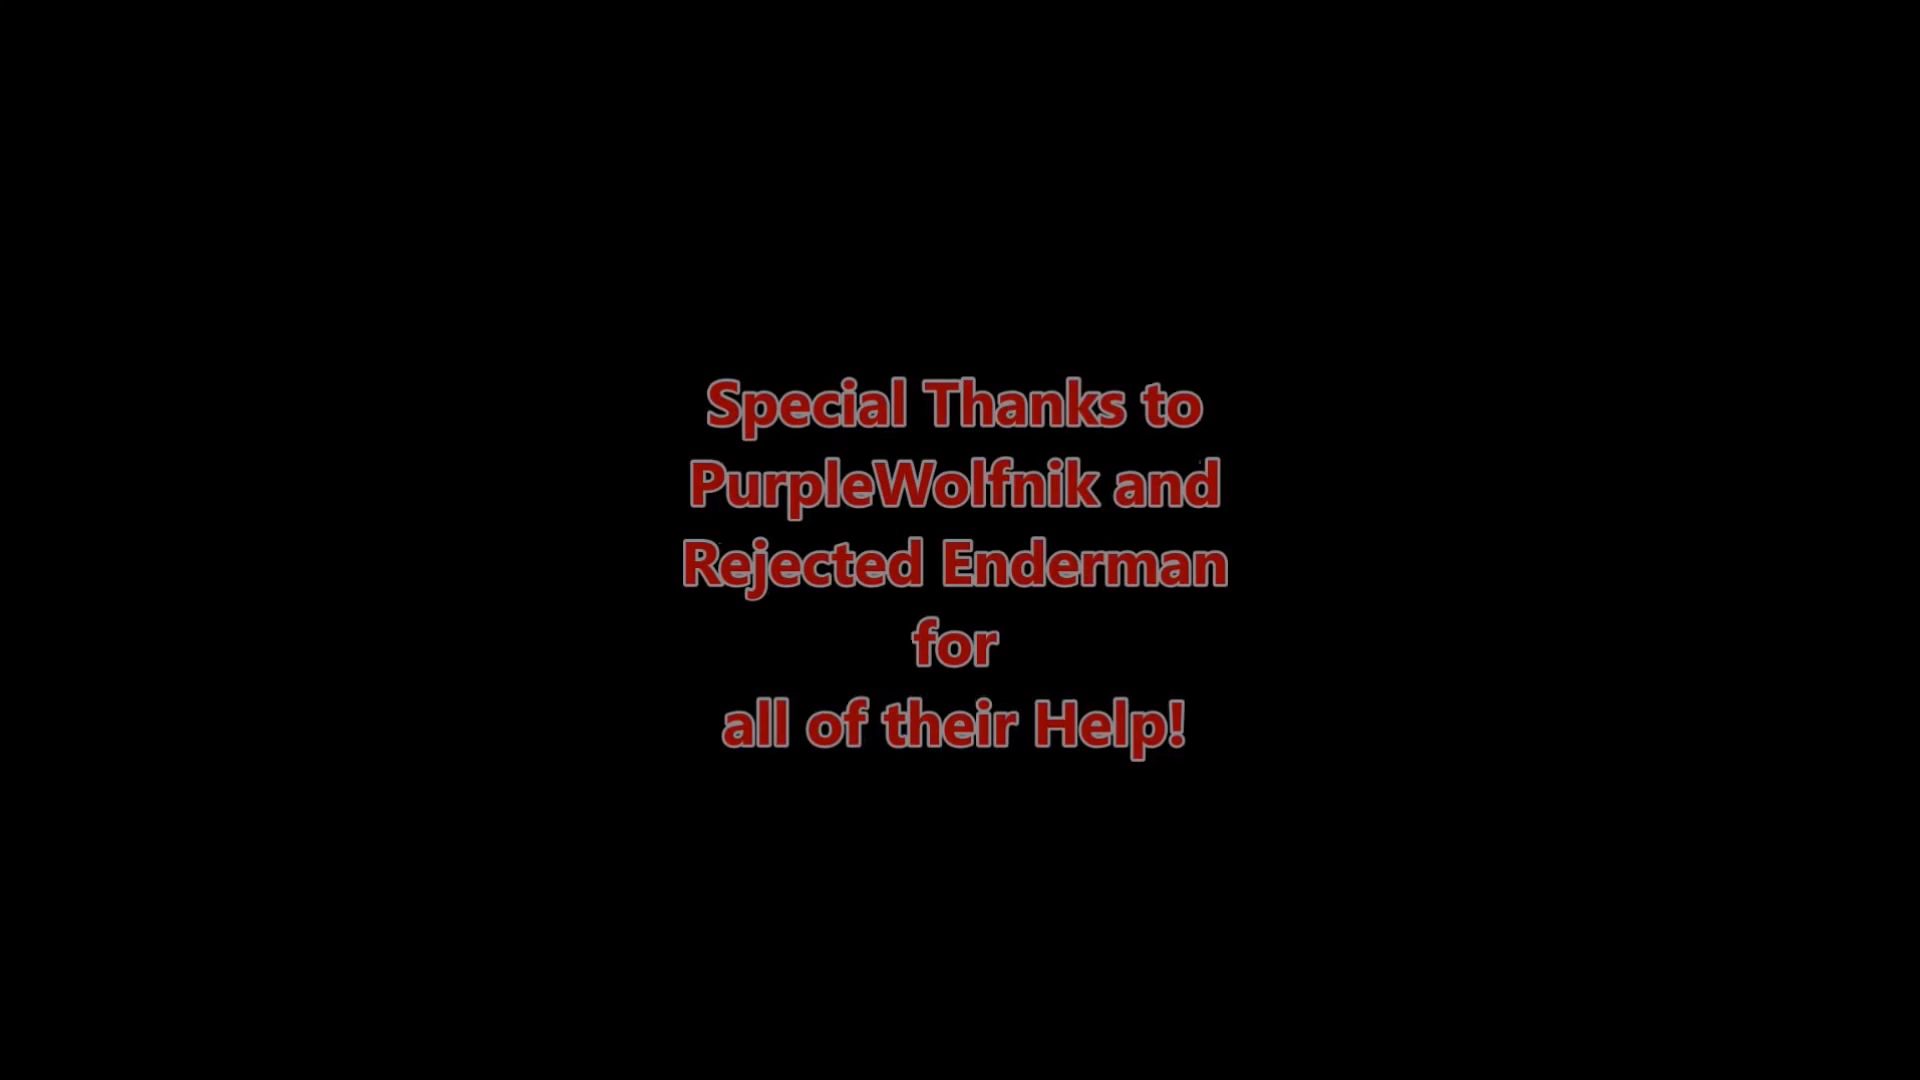 Special Thanks to
PurpleWolfnik and
Rejected Enderman
for
all of their Help!